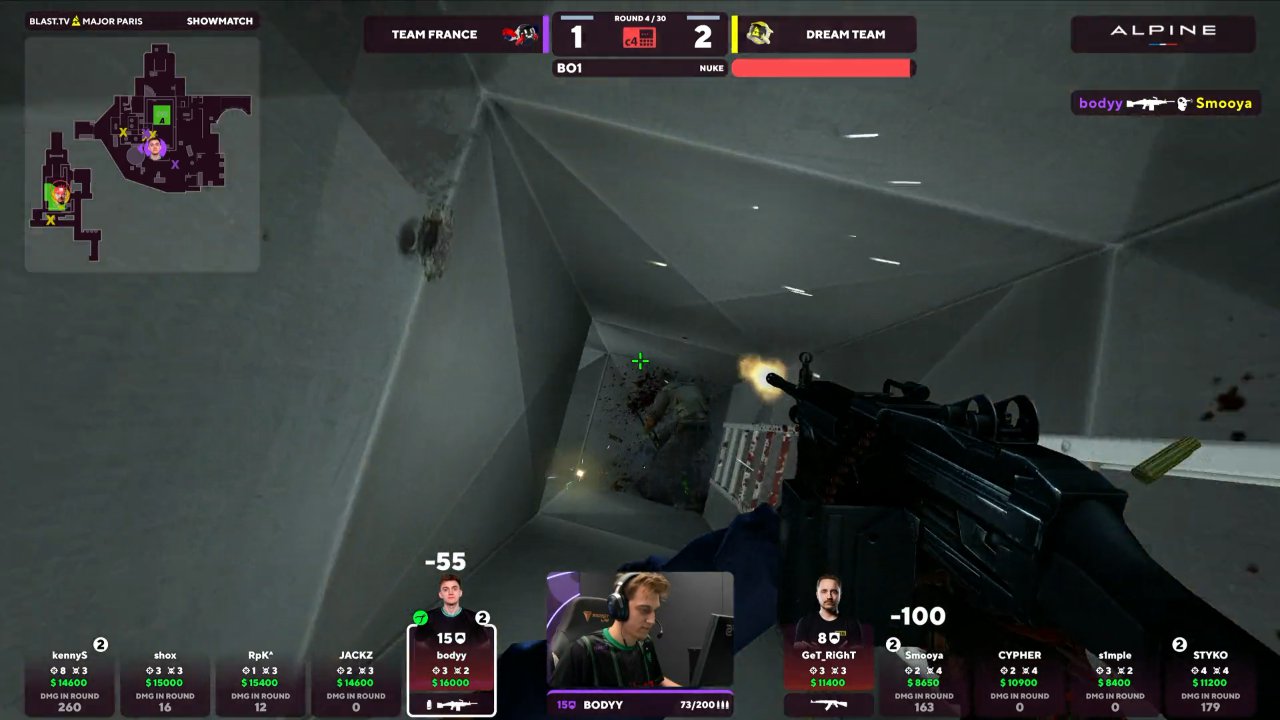 BLAST.TV MAJOR PARIS SHOWMATCH
TEAM FRANCE 1 ROUND 4 / 30 2 DREAM TEAM
C4
BO1 NUKE
ALPINE
bodyy Smooya
A
-55
-100
2 15 2 8 2 2
kennyS shox RpK^ JACKZ bodyy GeT_RiGhT Smooya CYPHER s1mple STYKO
8 3 3 3 1 3 2 3 3 2 3 3 2 4 2 4 3 2 4 4
$ 14600 $ 15000 $ 15400 $ 14600 $ 16000 $ 11400 $ 8650 $ 10900 $ 8400 $ 11200
DMG IN ROUND DMG IN ROUND DMG IN ROUND DMG IN ROUND DMG IN ROUND DMG IN ROUND DMG IN ROUND DMG IN ROUND
260 16 12 0 163 0 0 179
15 BODYY 73/200